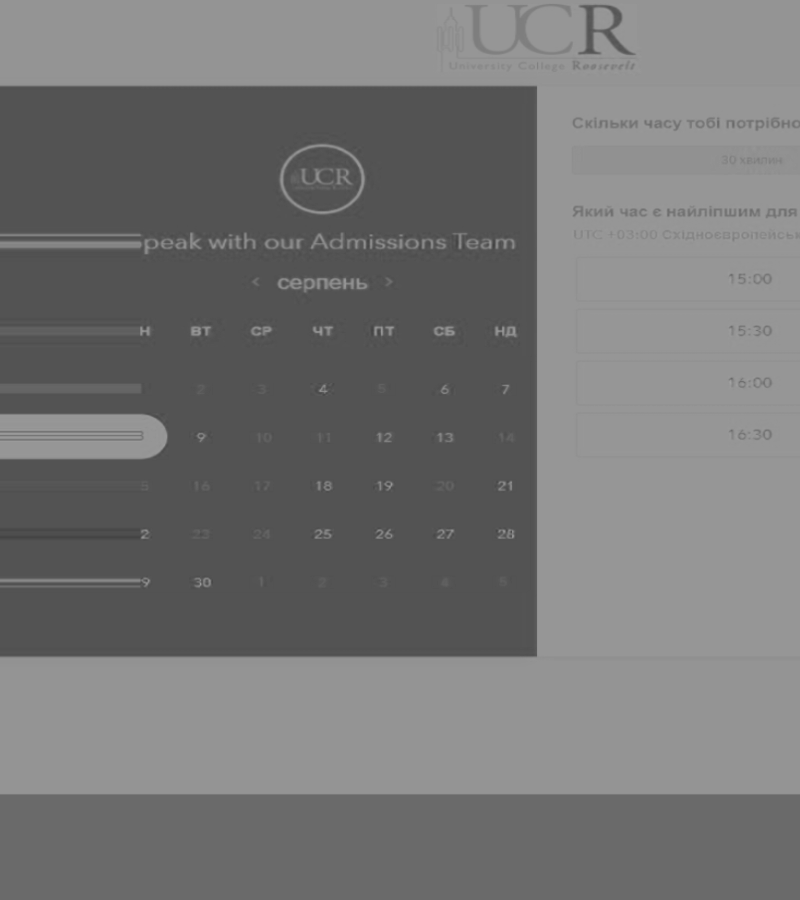 UCR
University College Roosevelt
UCR
peak with our Admissions Team
< серпень >
Н ВТ СР ЧТ ПТ СБ НД
2 3 4 5 6 7
9 10 11 12 13 14
5 16 17 18 19 20 21
2 23 24 25 26 27 28
9 30 1 2 3 4 5
Скільки часу тобі потрібно
30 хвилин
Який час є найліпшим для
UTC +03:00 Східноєвропейськ
15:00
15:30
16:00
16:30